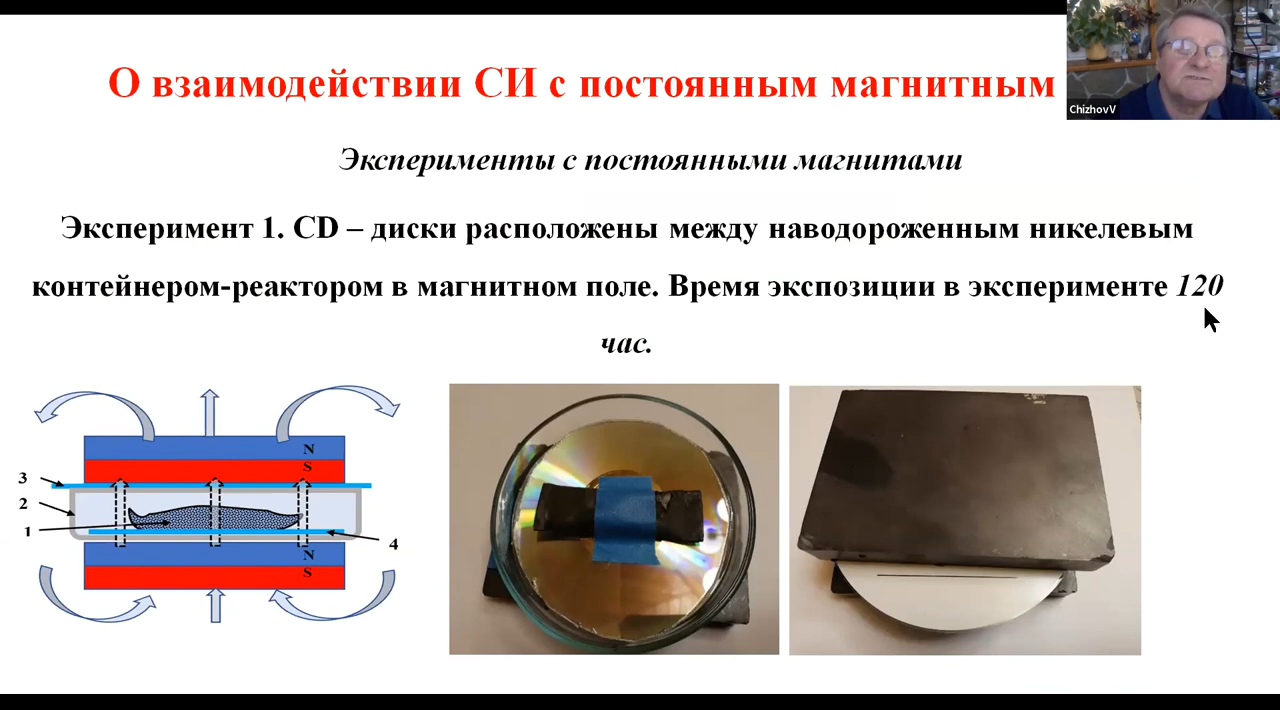 О взаимодействии СИ с постоянным магнитным
ChizhovV
Эксперименты с постоянными магнитами
Эксперимент 1. CD – диски расположены между наводороженным никелевым
контейнером-реактором в магнитном поле. Время экспозиции в эксперименте 120
час.
N
S
3
2
1
4
N
S